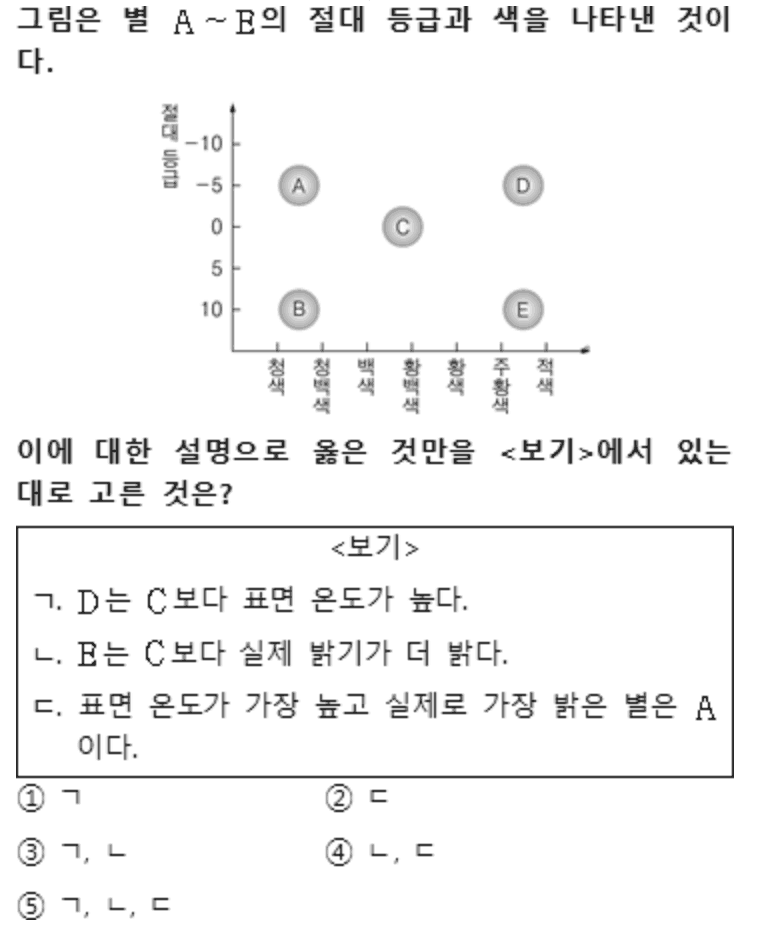 그림은 별 A ~ E의 절대 등급과 색을 나타낸 것이
다.
절대 등급
-10
-5
0
5
10
A
D
C
B
E
청색
청백색
백색
황백색
황색
주황색
적색
이에 대한 설명으로 옳은 것만을 <보기>에서 있는
대로 고른 것은?
<보기>
ㄱ. D는 C보다 표면 온도가 높다.
ㄴ. E는 C보다 실제 밝기가 더 밝다.
ㄷ. 표면 온도가 가장 높고 실제로 가장 밝은 별은 A
이다.
① ㄱ ② ㄷ
③ ㄱ, ㄴ ④ ㄴ, ㄷ
⑤ ㄱ, ㄴ, ㄷ